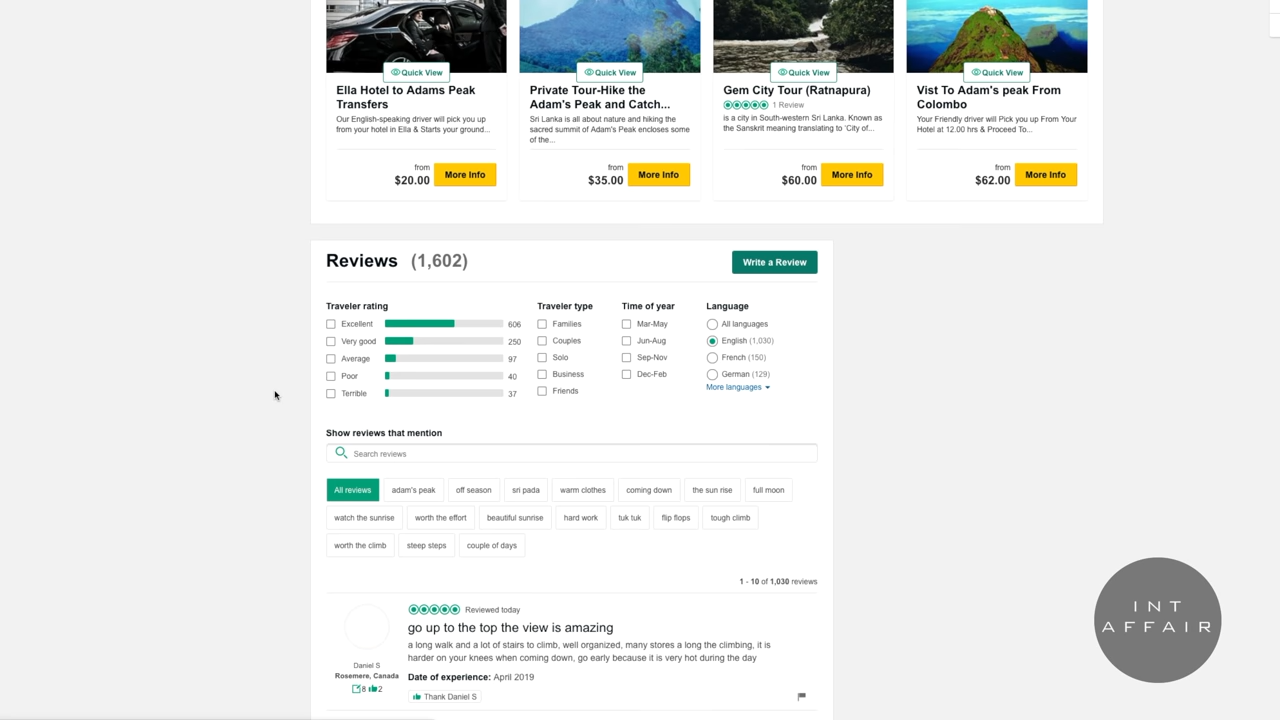 Quick View
Quick View
Quick View
Quick View
Ella Hotel to Adams Peak
Transfers
Our English-speaking driver will pick you up
from your hotel in Ella & Starts your ground...
from
$20.00
More Info
Private Tour-Hike the
Adam's Peak and Catch...
Sri Lanka is all about nature and hiking the
sacred summit of Adam's Peak encloses some
of the...
from
$35.00
More Info
Gem City Tour (Ratnapura)
1 Review
is a city in South-western Sri Lanka. Known as
the Sanskrit meaning translating to 'City of...
from
$60.00
More Info
Vist To Adam's peak From
Colombo
Your Friendly driver will Pick you up From Your
Hotel at 12.00 hrs & Proceed To...
from
$62.00
More Info
Reviews (1,602)
Write a Review
Traveler rating
Excellent 606
Very good 250
Average 97
Poor 40
Terrible 37
Traveler type
Families
Couples
Solo
Business
Friends
Time of year
Mar-May
Jun-Aug
Sep-Nov
Dec-Feb
Language
All languages
English (1,030)
French (150)
German (129)
More languages
Show reviews that mention
Search reviews
All reviews adam's peak off season sri pada warm clothes coming down the sun rise full moon
watch the sunrise worth the effort beautiful sunrise hard work tuk tuk flip flops tough climb
worth the climb steep steps couple of days
1 - 10 of 1,030 reviews
Reviewed today
go up to the top the view is amazing
a long walk and a lot of stairs to climb, well organized, many stores a long the climbing, it is
harder on your knees when coming down, go early because it is very hot during the day
Daniel S
Rosemere, Canada
8 2
Date of experience: April 2019
Thank Daniel S
INT
AFFAIR